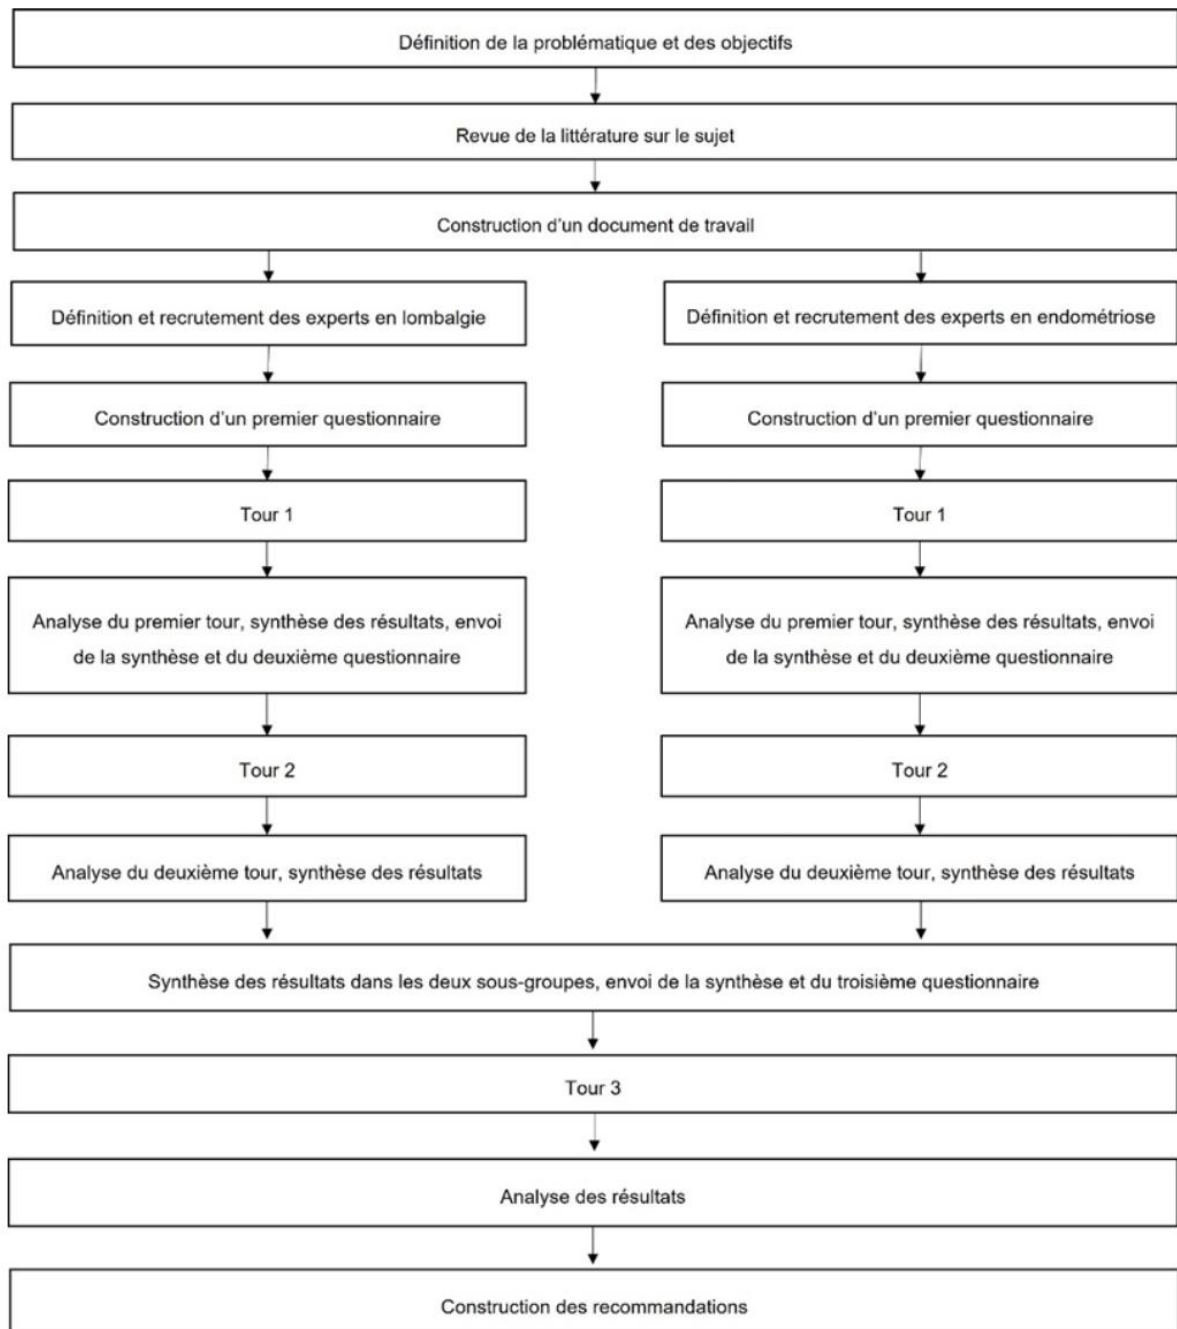 Définition de la problématique et des objectifs
Revue de la littérature sur le sujet
Construction d'un document de travail
Définition et recrutement des experts en lombalgie
Définition et recrutement des experts en endométriose
Construction d'un premier questionnaire
Construction d'un premier questionnaire
Tour 1
Tour 1
Analyse du premier tour, synthèse des résultats, envoi
de la synthèse et du deuxième questionnaire
Analyse du premier tour, synthèse des résultats, envoi
de la synthèse et du deuxième questionnaire
Tour 2
Tour 2
Analyse du deuxième tour, synthèse des résultats
Analyse du deuxième tour, synthèse des résultats
Synthèse des résultats dans les deux sous-groupes, envoi de la synthèse et du troisième questionnaire
Tour 3
Analyse des résultats
Construction des recommandations